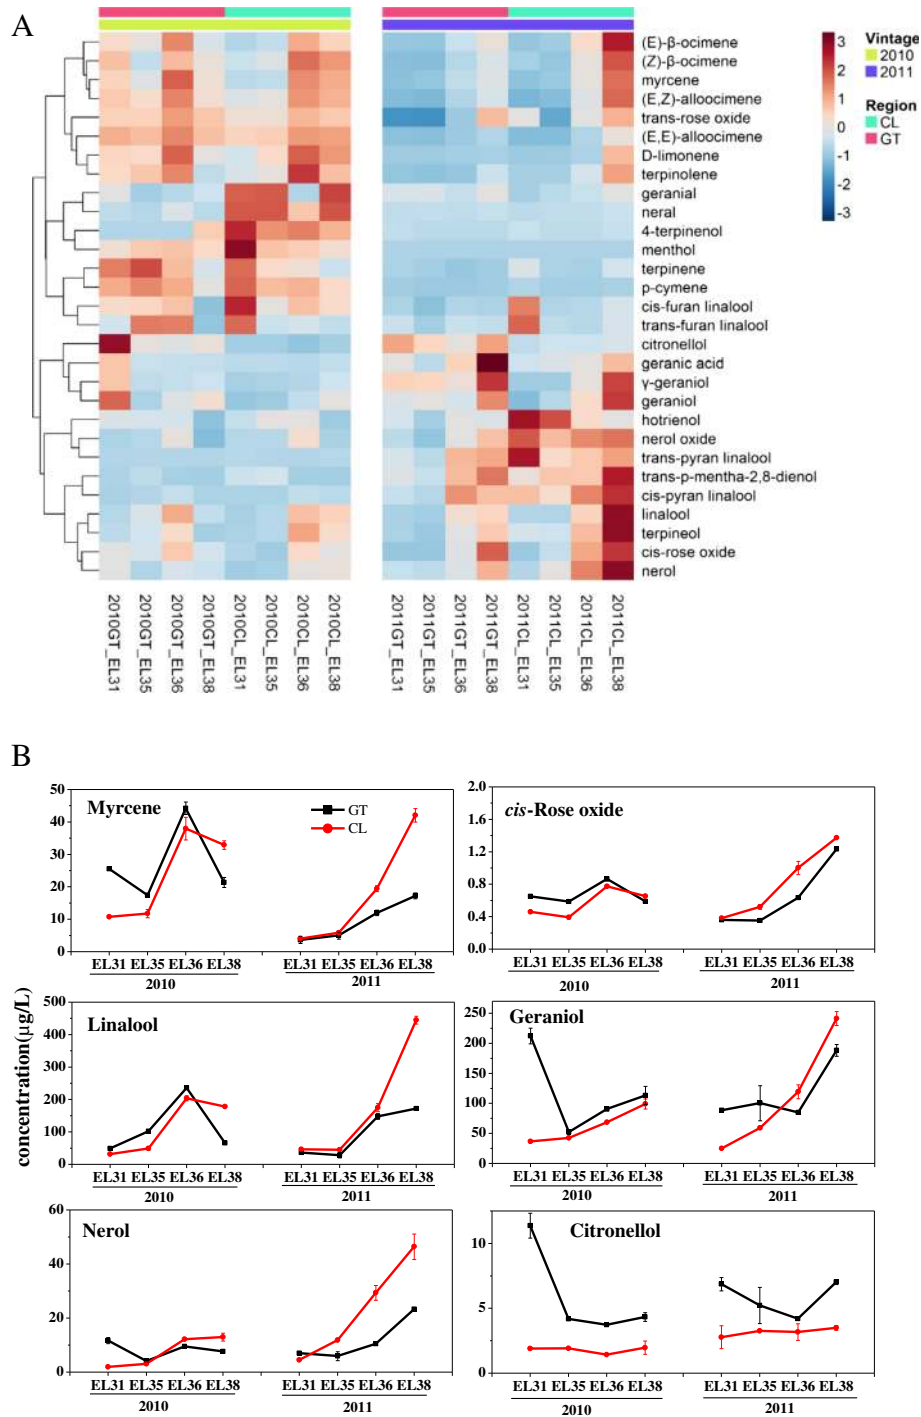 A
(E)-β-ocimene
(Z)-β-ocimene
myrcene
(E,Z)-alloocimene
trans-rose oxide
(E,E)-alloocimene
D-limonene
terpinolene
geranial
neral
4-terpinenol
menthol
terpinene
p-cymene
cis-furan linalool
trans-furan linalool
citronellol
geranic acid
γ-geraniol
geraniol
hotrienol
nerol oxide
trans-pyran linalool
trans-p-mentha-2,8-dienol
cis-pyran linalool
linalool
terpineol
cis-rose oxide
nerol
3
2
1
0
-1
-2
-3
Vintage
2010
2011
Region
CL
GT
2010GT_EL31
2010GT_EL35
2010GT_EL36
2010GT_EL38
2010CL_EL31
2010CL_EL35
2010CL_EL36
2010CL_EL38
2011GT_EL31
2011GT_EL35
2011GT_EL36
2011GT_EL38
2011CL_EL31
2011CL_EL35
2011CL_EL36
2011CL_EL38
B
concentration(μg/L)
Myrcene
GT
CL
50
40
30
20
10
0
EL31 EL35 EL36 EL38
2010
EL31 EL35 EL36 EL38
2011
cis-Rose oxide
2.0
1.6
1.2
0.8
0.4
0.0
EL31 EL35 EL36 EL38
2010
EL31 EL35 EL36 EL38
2011
Linalool
500
400
300
200
100
0
EL31 EL35 EL36 EL38
2010
EL31 EL35 EL36 EL38
2011
Geraniol
250
200
150
100
50
0
EL31 EL35 EL36 EL38
2010
EL31 EL35 EL36 EL38
2011
Nerol
60
40
20
0
EL31 EL35 EL36 EL38
2010
EL31 EL35 EL36 EL38
2011
Citronellol
10
5
0
EL31 EL35 EL36 EL38
2010
EL31 EL35 EL36 EL38
2011